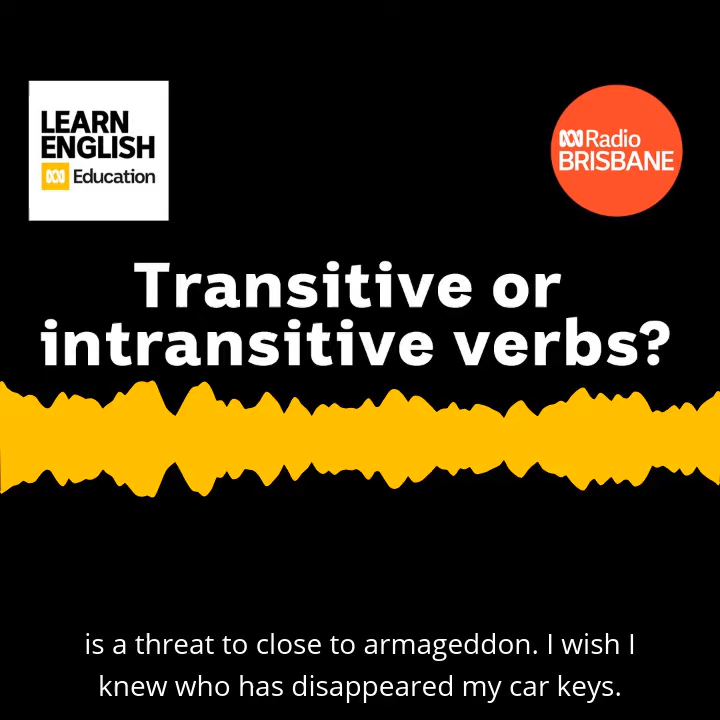 LEARN
ENGLISH
Education
Radio
BRISBANE
Transitive or
intransitive verbs?
is a threat to close to armageddon. I wish I
knew who has disappeared my car keys.